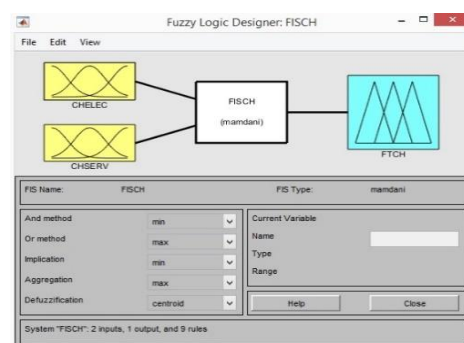 Fuzzy Logic Designer: FISCH
File Edit View
CHELEC
FISCH
(mamdani)
CHSERV
FTCH
FIS Name: FISCH FIS Type: mamdani
And method min
Or method max
Implication min
Aggregation max
Defuzzification centroid
Current Variable
Name
Type
Range
Help Close
System "FISCH": 2 inputs, 1 output, and 9 rules